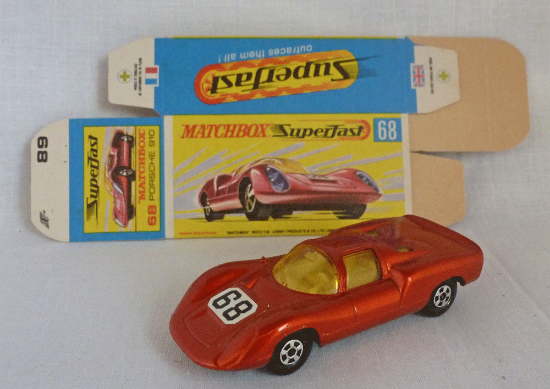 outraces them all!
Superfast
MATCHBOX Superfast 68
68
Superfast
"MATCHBOX"
68 PORSCHE 910
68